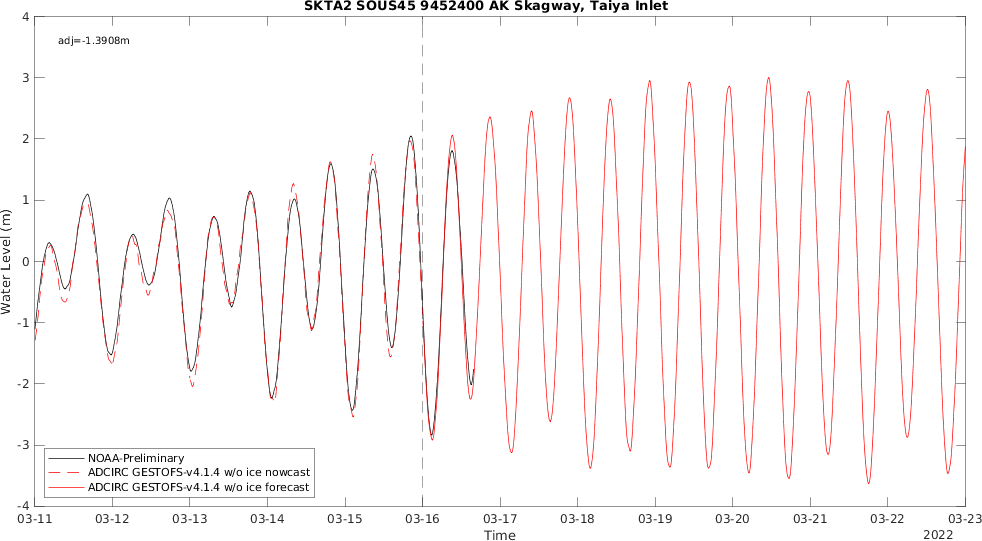 SKTA2 SOUS45 9452400 AK Skagway, Taiya Inlet
adj=-1.3908m
4
3
2
1
0
-1
-2
-3
-4
Water Level (m)
NOAA-Preliminary
ADCIRC GESTOFS-v4.1.4 w/o ice nowcast
ADCIRC GESTOFS-v4.1.4 w/o ice forecast
03-11 03-12 03-13 03-14 03-15 03-16 03-17 03-18 03-19 03-20 03-21 03-22 03-23
Time
2022